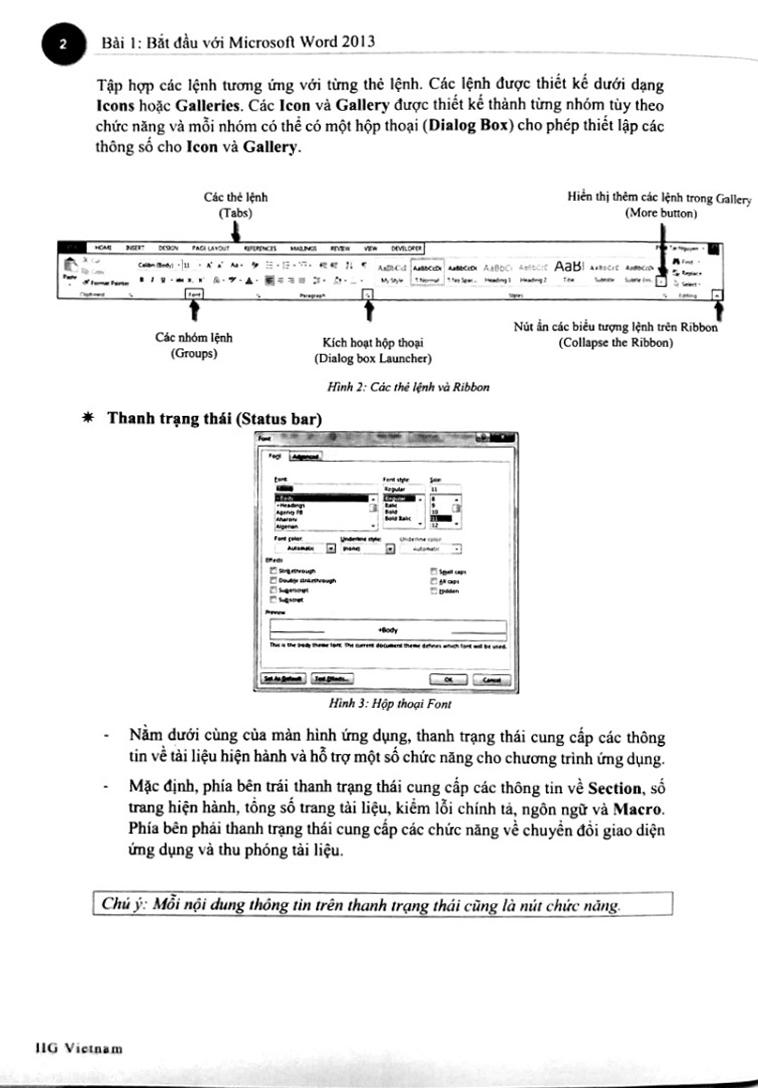 2
Bài 1: Bắt đầu với Microsoft Word 2013
Tập hợp các lệnh tương ứng với từng thẻ lệnh. Các lệnh được thiết kế dưới dạng
Icons hoặc Galleries. Các Icon và Gallery được thiết kế thành từng nhóm tùy theo
chức năng và mỗi nhóm có thể có một hộp thoại (Dialog Box) cho phép thiết lập các
thông số cho Icon và Gallery.
Các thẻ lệnh
(Tabs)
Hiển thị thêm các lệnh trong Gallery
(More button)
HOME INSERT DESIGN PAGE LAYOUT REFERENCES MAILINGS REVIEW VIEW DEVELOPER
Cut
Copy
Format Painter
Paste
Calibri (Body) 11
AaBbCcI AaBbCcDc AaBbCcDc AaBbC AaBbCcC AaB AaBbCcD AaBbCcDc
My Style 1 Normal 1 No Spac... Heading 1 Heading 2 Title Subtitle Subtle Em...
Find
Replace
Select
Clipboard Font Paragraph Styles Editing
Các nhóm lệnh
(Groups)
Kích hoạt hộp thoại
(Dialog box Launcher)
Nút ẩn các biểu tượng lệnh trên Ribbon
(Collapse the Ribbon)
Hình 2: Các thẻ lệnh và Ribbon
✷ Thanh trạng thái (Status bar)
Font
Font Advanced
Font: Font style: Size:
Regular 11
+Body Regular 8
+Headings Italic 9
Agency FB Bold 10
Aharoni Bold Italic 11
Algerian 12
Font color: Underline style: Underline color:
Automatic (none) Automatic
Effects
Strikethrough Small caps
Double strikethrough All caps
Superscript Hidden
Subscript
Preview
+Body
This is the body theme font. The current document theme defines which font will be used.
Set As Default Text Effects... OK Cancel
Hình 3: Hộp thoại Font
- Nằm dưới cùng của màn hình ứng dụng, thanh trạng thái cung cấp các thông
tin về tài liệu hiện hành và hỗ trợ một số chức năng cho chương trình ứng dụng.
- Mặc định, phía bên trái thanh trạng thái cung cấp các thông tin về Section, số
trang hiện hành, tổng số trang tài liệu, kiểm lỗi chính tả, ngôn ngữ và Macro.
Phía bên phải thanh trạng thái cung cấp các chức năng về chuyển đổi giao diện
ứng dụng và thu phóng tài liệu.
Chú ý: Mỗi nội dung thông tin trên thanh trạng thái cũng là nút chức năng.
IIG Vietnam